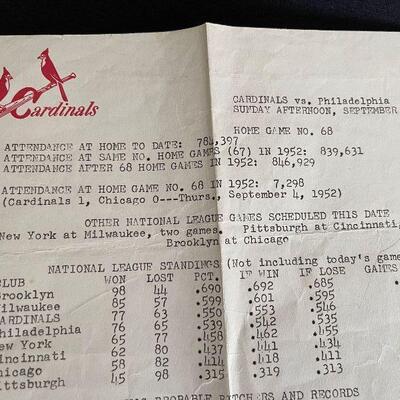 Cardinals
CARDINALS vs. Philadelphia
SUNDAY AFTERNOON, SEPTEMBER
HOME GAME NO. 68
ATTENDANCE AT HOME TO DATE: 784,397
ATTENDANCE AT SAME NO. HOME GAMES (67) IN 1952: 839,631
ATTENDANCE AFTER 68 HOME GAMES IN 1952: 846,929
ATTENDANCE AT HOME GAME NO. 68 IN 1952: 7,298
(Cardinals 1, Chicago 0---Thurs., September 4, 1952)
OTHER NATIONAL LEAGUE GAMES SCHEDULED THIS DATE
New York at Milwaukee, two games. Pittsburgh at Cincinnati,
Brooklyn at Chicago
NATIONAL LEAGUE STANDINGS (Not including today's game
CLUB WON LOST PCT. IF WIN IF LOSE GAMES
Brooklyn 98 44 .690 .692 .685
Milwaukee 85 57 .599 .601 .595
CARDINALS 77 63 .550 .553 .546
Philadelphia 76 65 .539 .542 .535
New York 65 77 .458 .462 .455
Cincinnati 62 80 .437 .441 .434
Chicago 58 82 .414 .418 .411
Pittsburgh 45 98 .315 .319 .313
PROBABLE PITCHERS AND RECORDS